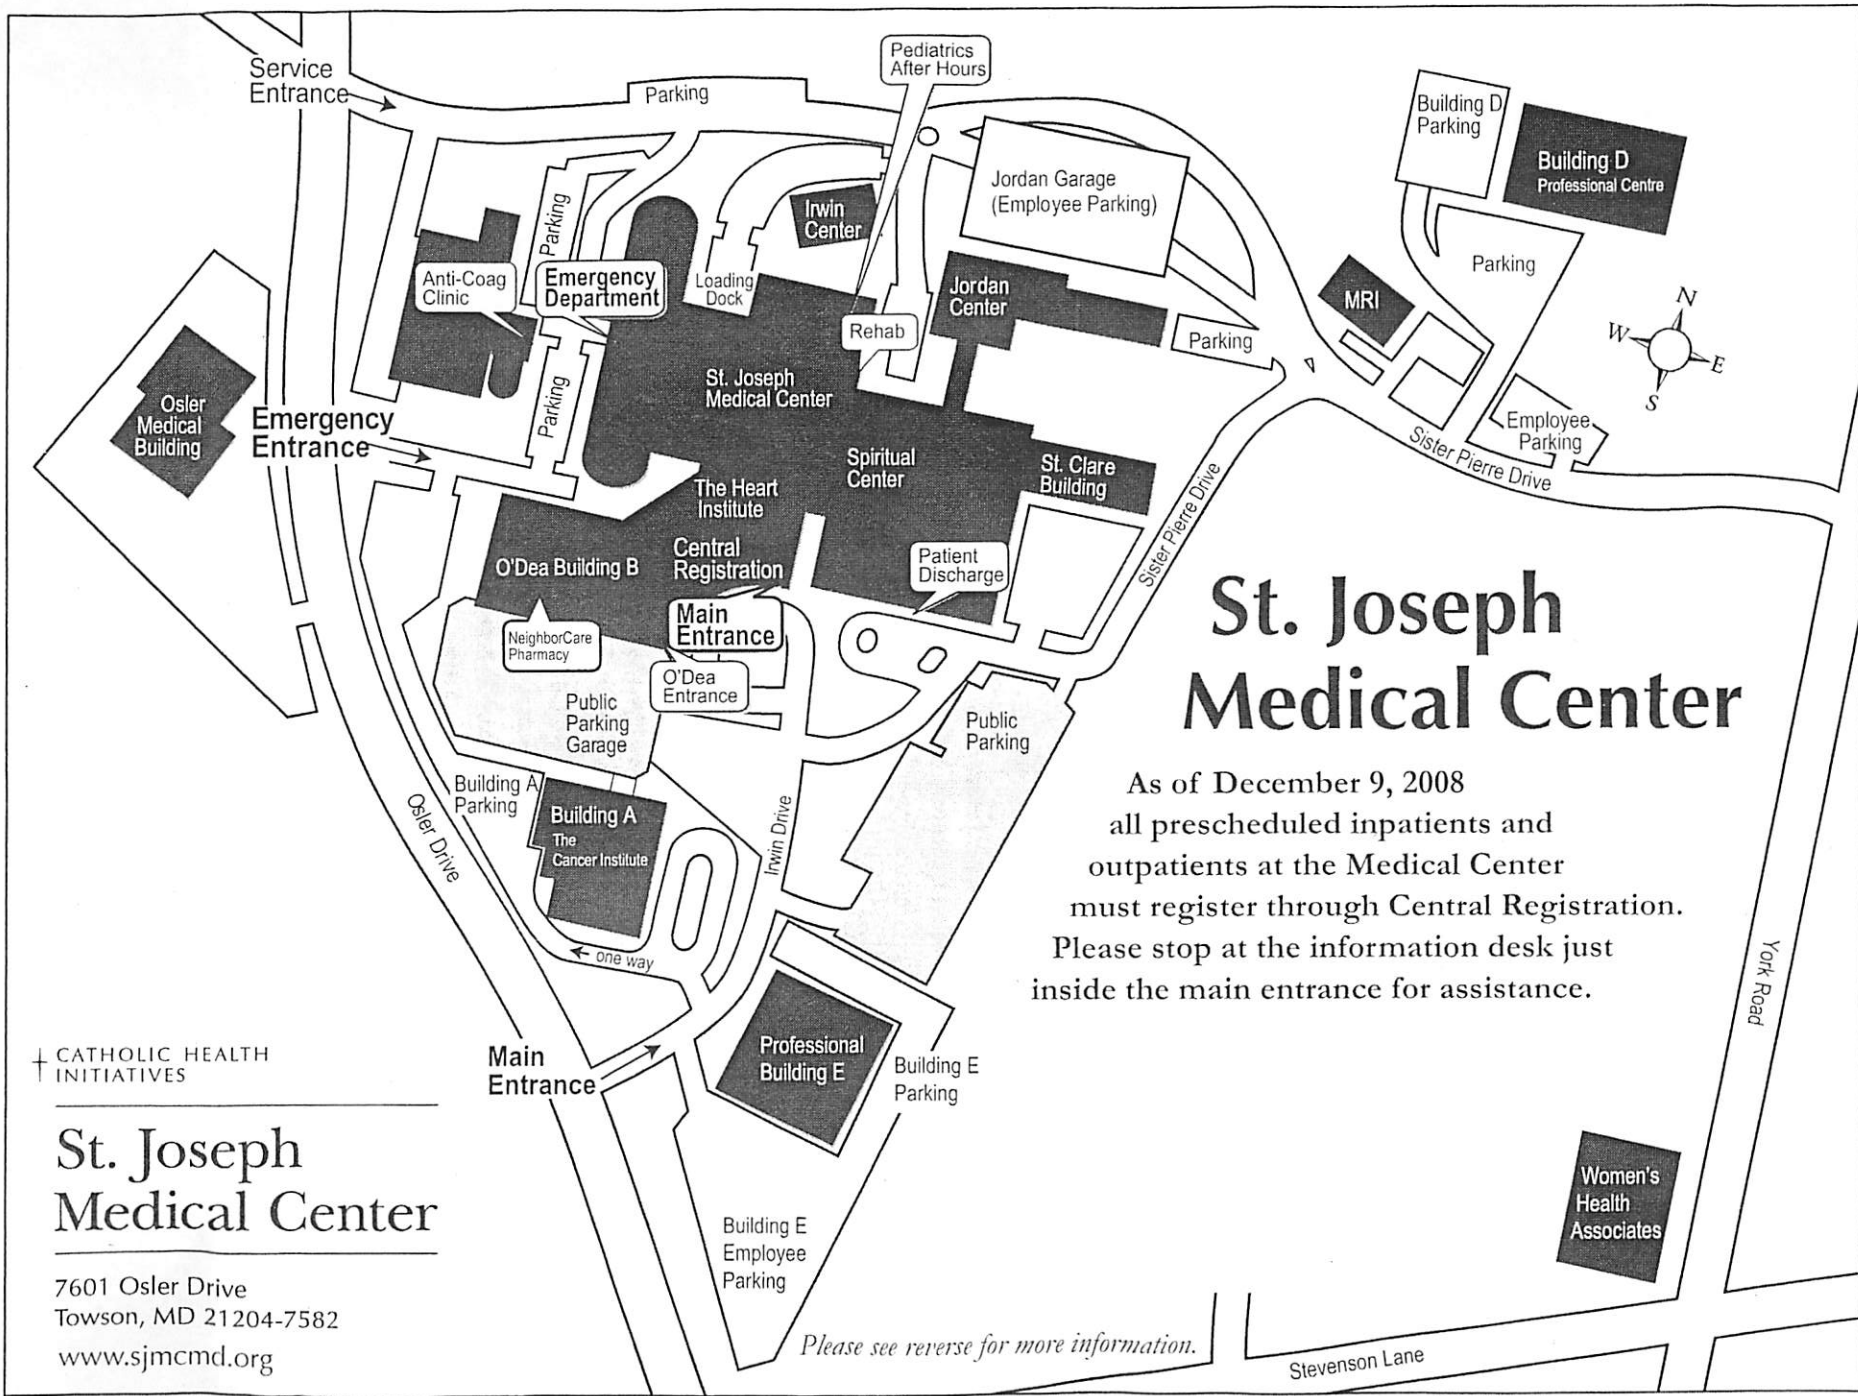 Service
Entrance
Parking
Pediatrics
After Hours
Building D
Parking
Building D
Professional Centre
Jordan Garage
(Employee Parking)
Irwin
Center
Parking
Anti-Coag
Clinic
Emergency
Department
Loading
Dock
Jordan
Center
Rehab
Parking
MRI
Parking
N
W
E
S
Osler
Medical
Building
Emergency
Entrance
Parking
St. Joseph
Medical Center
Employee
Parking
Sister Pierre Drive
Spiritual
Center
St. Clare
Building
The Heart
Institute
Sister Pierre Drive
O'Dea Building B
Central
Registration
Patient
Discharge
Main
Entrance
NeighborCare
Pharmacy
O'Dea
Entrance
Public
Parking
Garage
Public
Parking
St. Joseph
Medical Center
As of December 9, 2008
all prescheduled inpatients and
outpatients at the Medical Center
must register through Central Registration.
Please stop at the information desk just
inside the main entrance for assistance.
Building A
Parking
Building A
The
Cancer Institute
Osler Drive
Irwin Drive
one way
York Road
Main
Entrance
Professional
Building E
Building E
Parking
Building E
Employee
Parking
Women's
Health
Associates
CATHOLIC HEALTH
INITIATIVES
St. Joseph
Medical Center
7601 Osler Drive
Towson, MD 21204-7582
www.sjmcmd.org
Please see reverse for more information.
Stevenson Lane